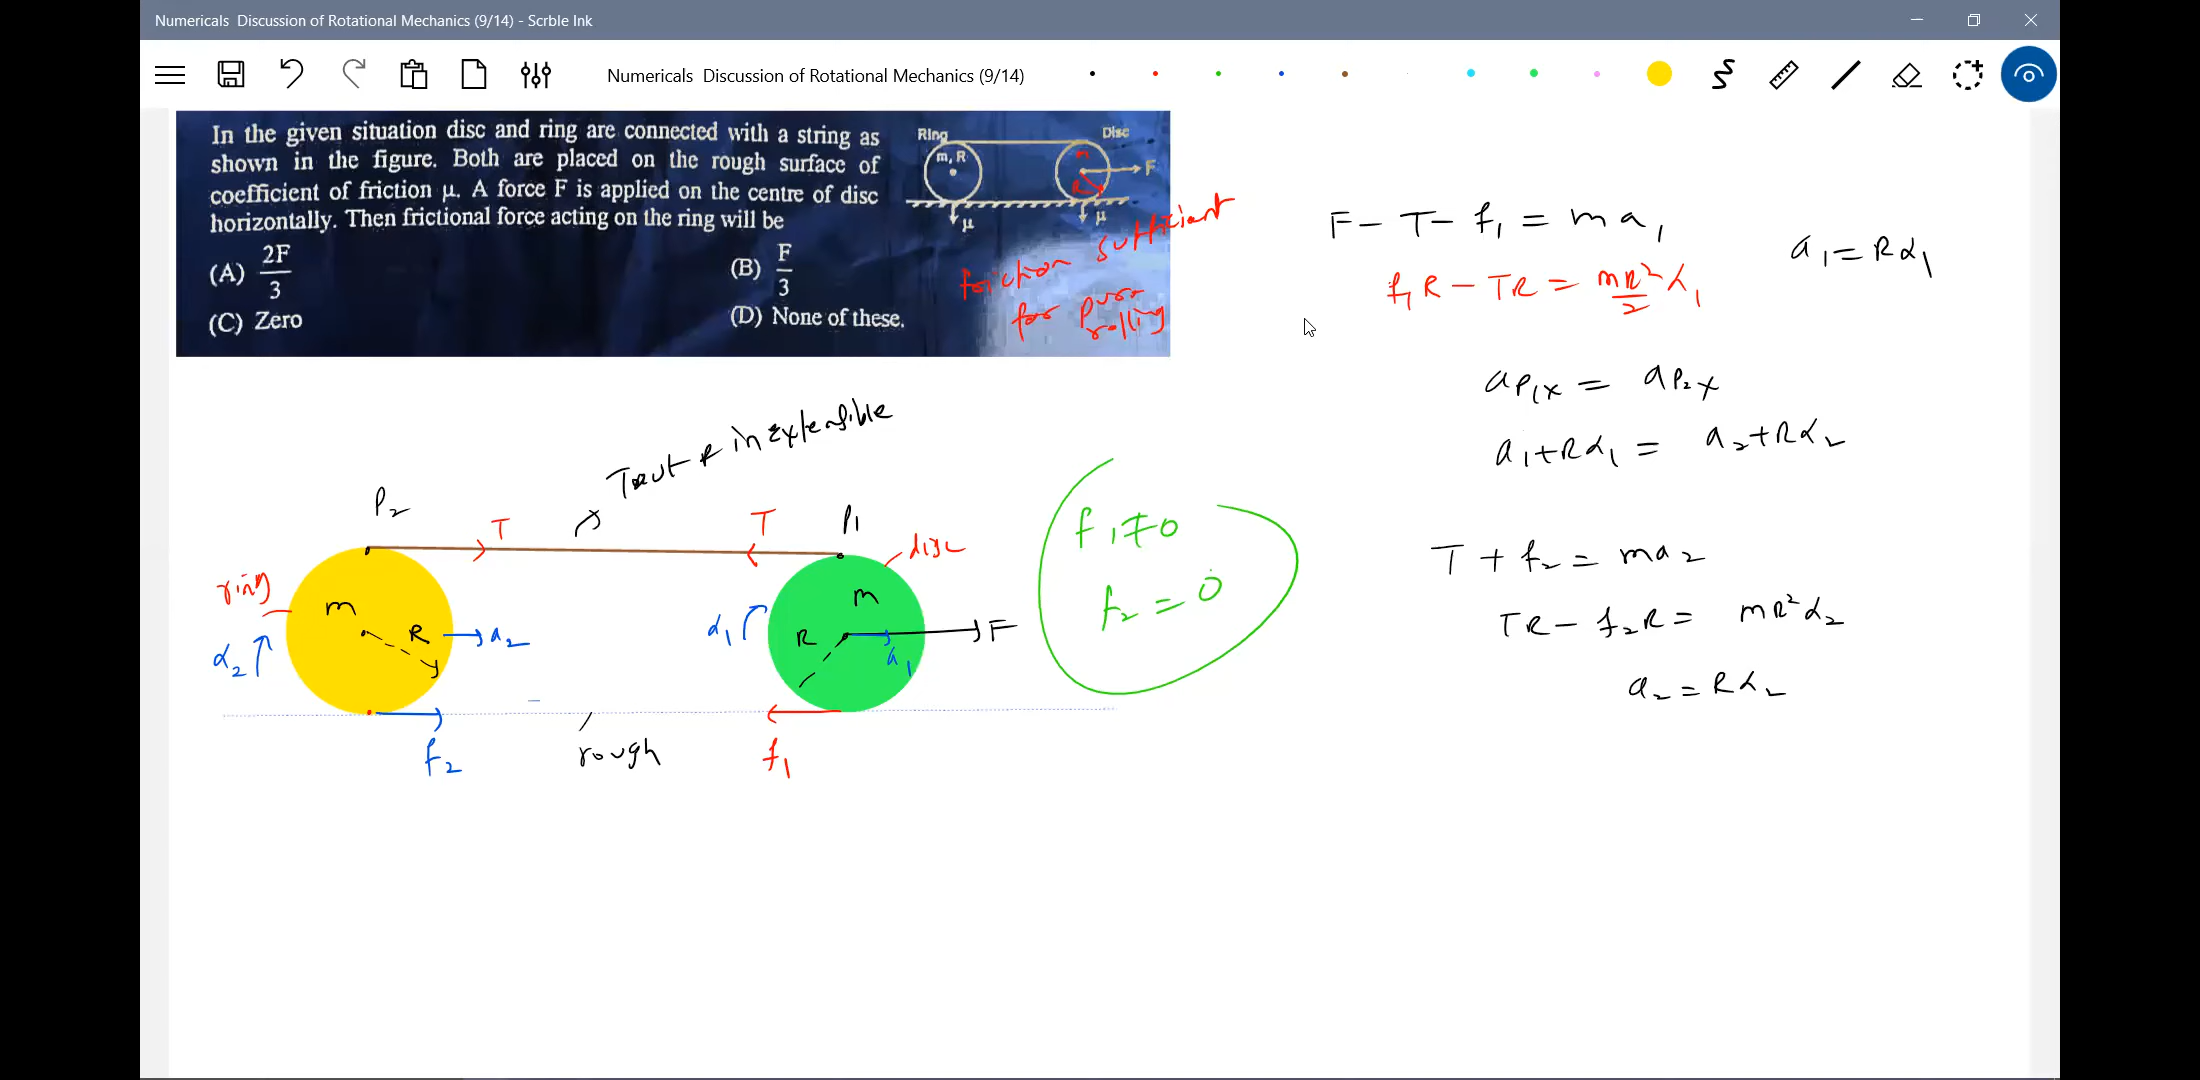 Numericals Discussion of Rotational Mechanics (9/14) - Scrble Ink
Numericals Discussion of Rotational Mechanics (9/14)
In the given situation disc and ring are connected with a string as
shown in the figure. Both are placed on the rough surface of
coefficient of friction μ. A force F is applied on the centre of disc
horizontally. Then frictional force acting on the ring will be
(A) 2F/3
(B) F/3
(C) Zero
(D) None of these.
Ring
Disc
m, R
m
R
F
μ
μ
friction sufficient
for pure
rolling
F - T - f₁ = ma₁
a₁ = Rα₁
f₁R - TR = mR²/2 α₁
aP₁x = aP₂x
a₁ + Rα₁ = a₂ + Rα₂
T + f₂ = ma₂
TR - f₂R = mR²α₂
a₂ = Rα₂
Taut & inextensible
P₂
T
T
P₁
disc
ring
m
R
a₂
α₂
α₁
m
R
a₁
F
f₁ ≠ 0
f₂ = 0
f₂
rough
f₁